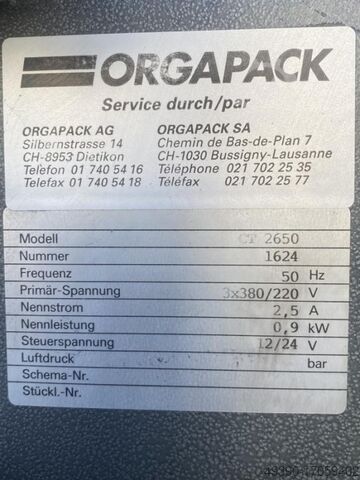 ORGAPACK
Service durch/par
ORGAPACK AG
Silbernstrasse 14
CH-8953 Dietikon
Telefon 01 740 54 16
Telefax 01 740 54 18
ORGAPACK SA
Chemin de Bas-de-Plan 7
CH-1030 Bussigny-Lausanne
Téléphone 021 702 25 35
Téléfax 021 702 25 77
Modell CT 2650
Nummer 1624
Frequenz 50 Hz
Primär-Spannung 3x380/220 V
Nennstrom 2,5 A
Nennleistung 0,9 kW
Steuerspannung 12/24 V
Luftdruck bar
Schema-Nr.
Stückl.-Nr.